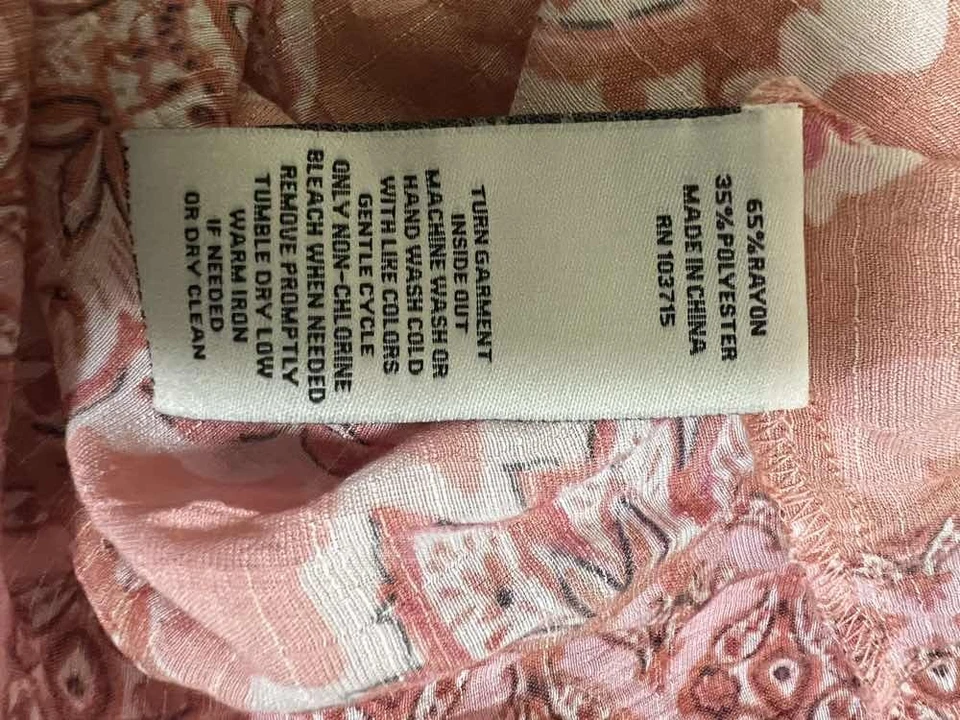 65%RAYON
35%POLYESTER
MADE IN CHINA
RN 103715
TURN GARMENT
INSIDE OUT
MACHINE WASH OR
HAND WASH COLD
WITH LIKE COLORS
GENTLE CYCLE
ONLY NON-CHLORINE
BLEACH WHEN NEEDED
REMOVE PROMPTLY
TUMBLE DRY LOW
WARM IRON
IF NEEDED
OR DRY CLEAN